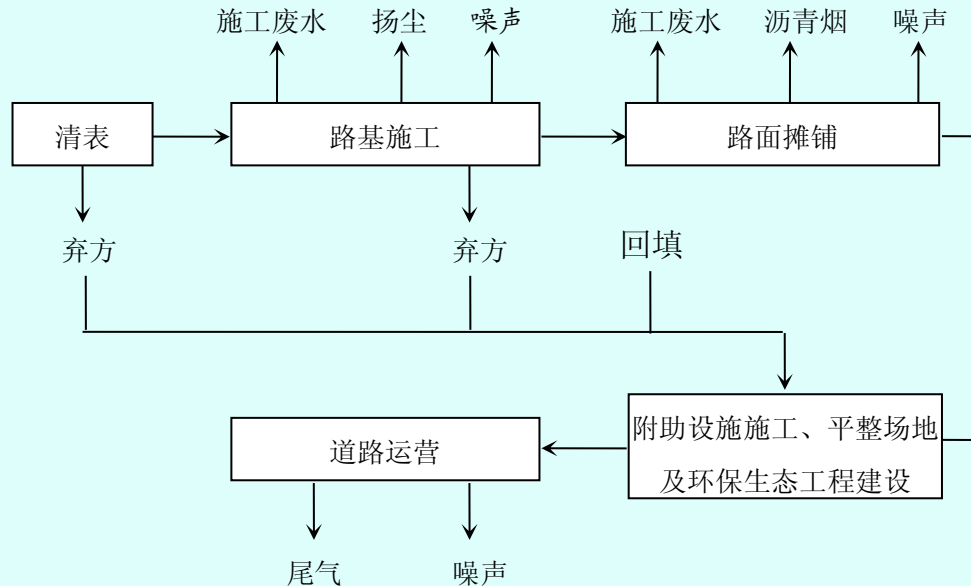 施工废水 扬尘 噪声 施工废水 沥青烟 噪声
清表 路基施工 路面摊铺
弃方 弃方 回填
道路运营
附助设施施工、平整场地
及环保生态工程建设
尾气 噪声